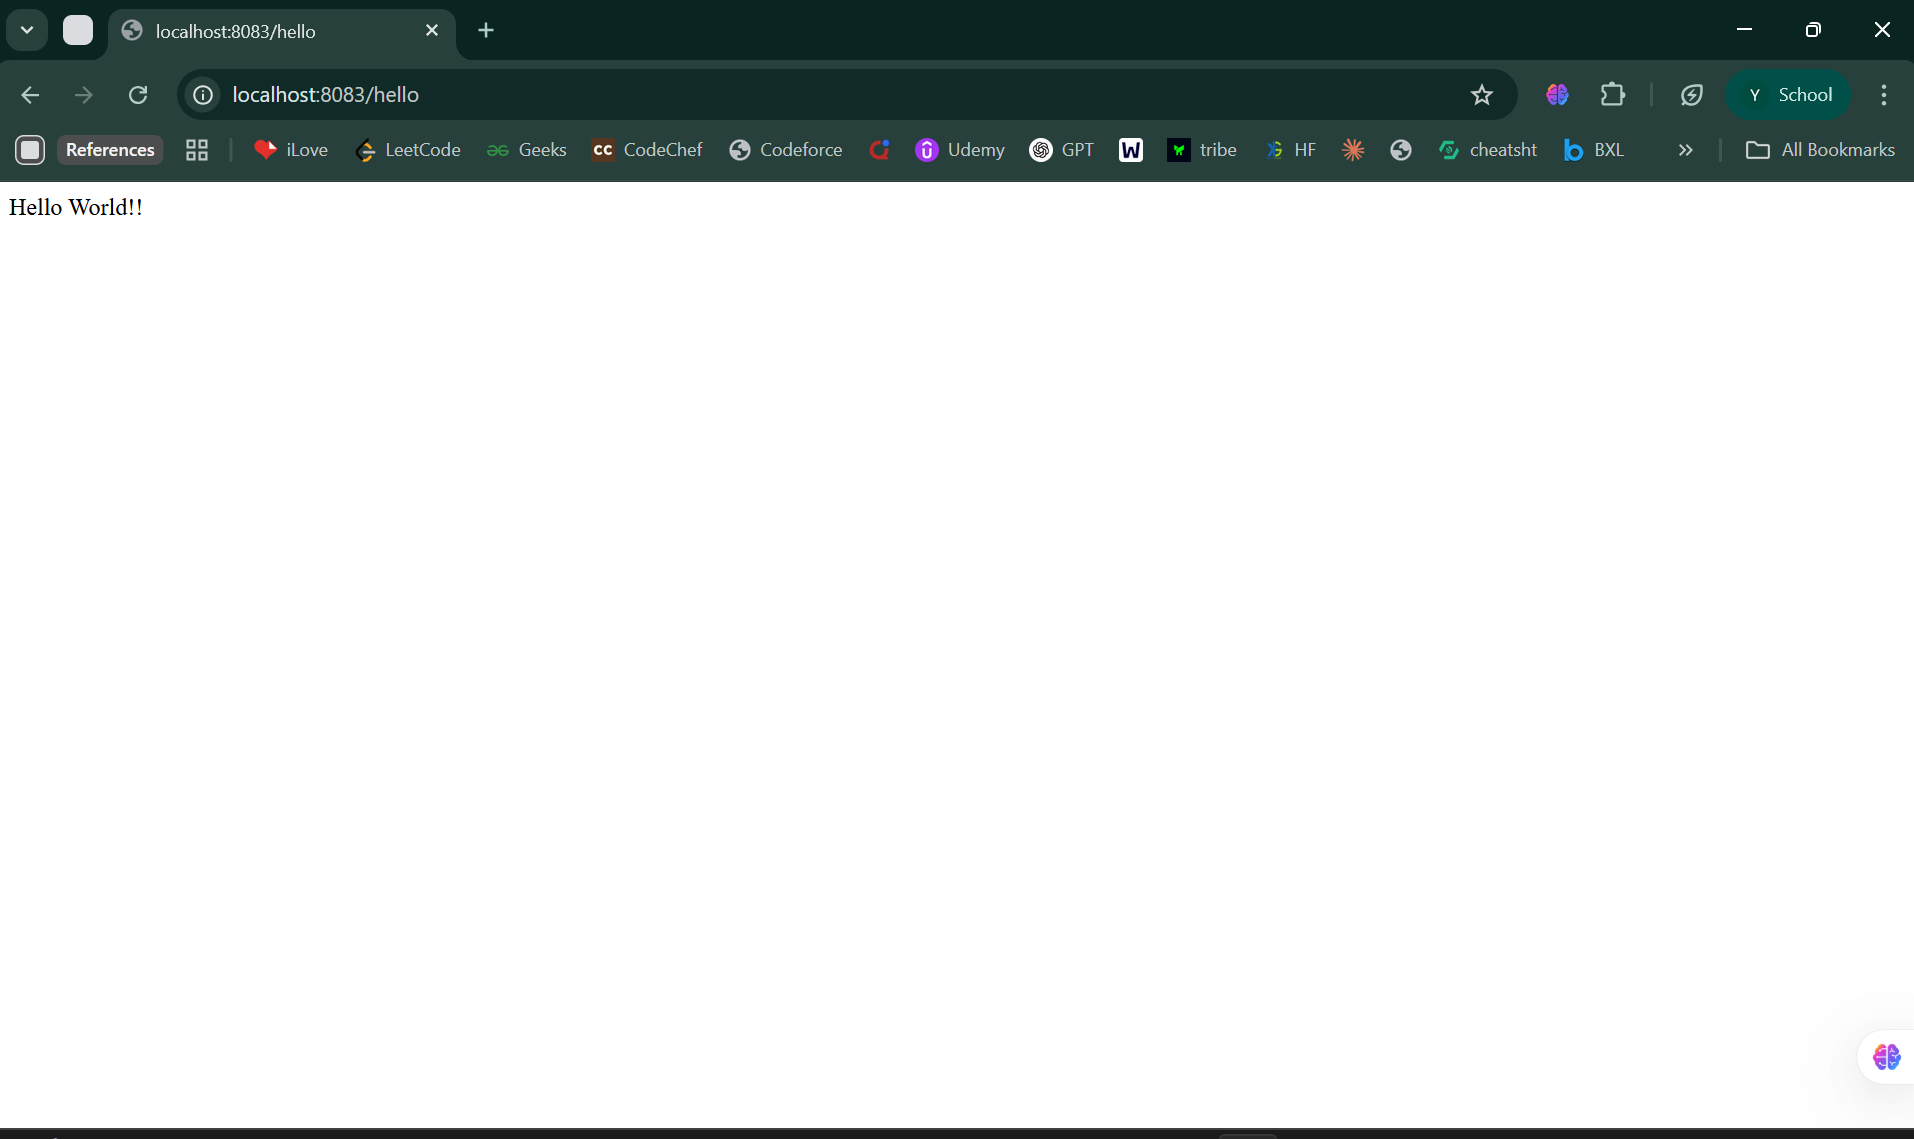 localhost:8083/hello
localhost:8083/hello
Y School
References iLove LeetCode Geeks CC CodeChef Codeforce Udemy GPT W tribe HF cheatsht BXL All Bookmarks
Hello World!!